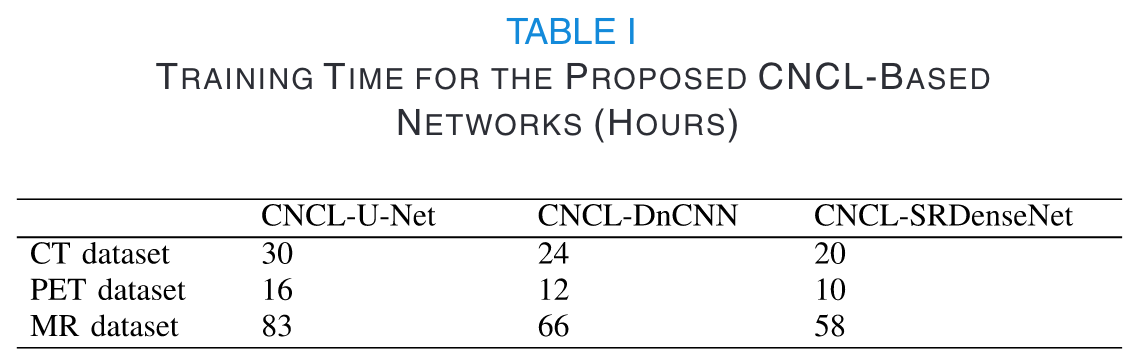 TABLE I
TRAINING TIME FOR THE PROPOSED CNCL-BASED
NETWORKS (HOURS)
CNCL-U-Net CNCL-DnCNN CNCL-SRDenseNet
CT dataset 30 24 20
PET dataset 16 12 10
MR dataset 83 66 58